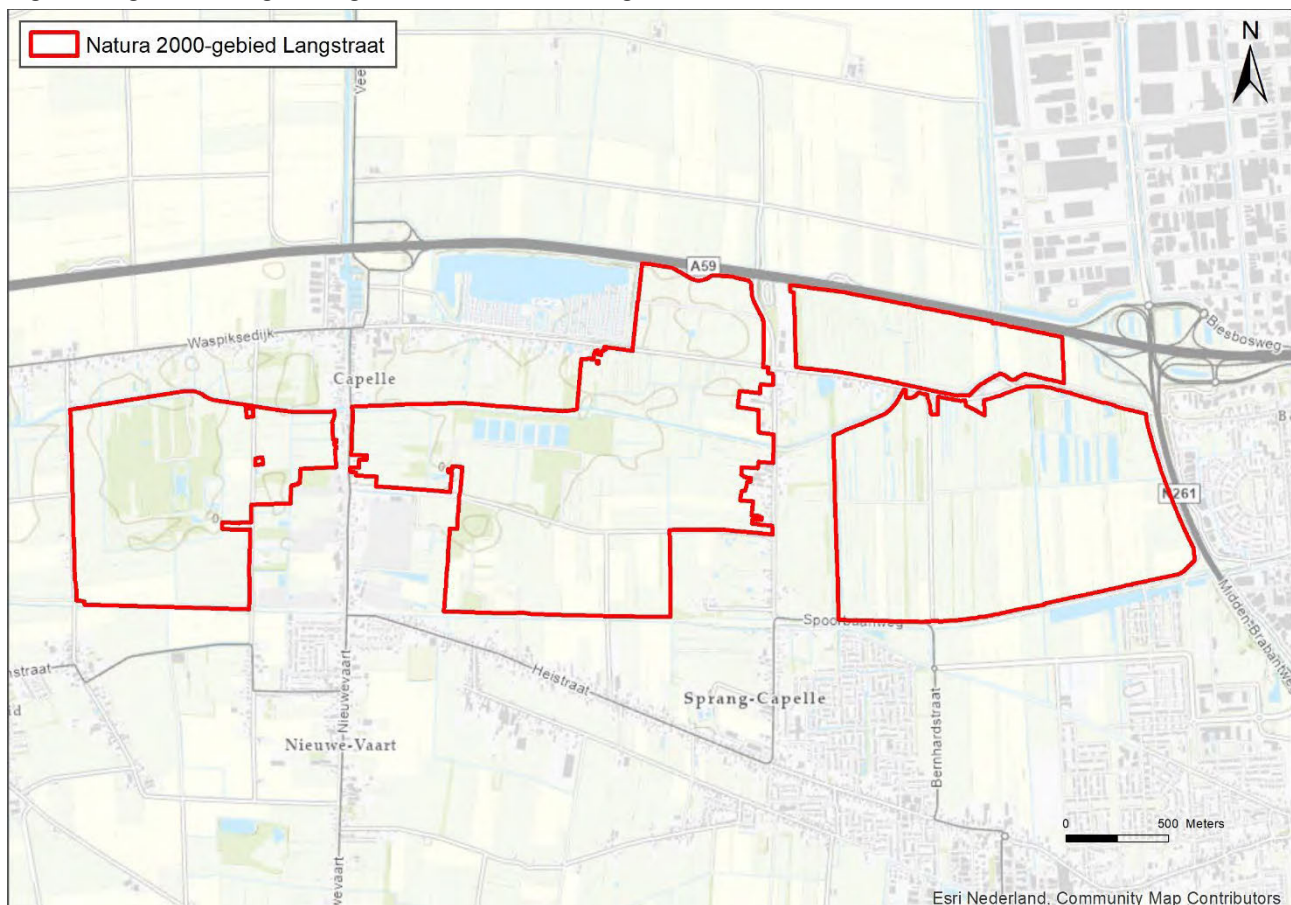 Natura 2000-gebied Langstraat
N
A59
Biesbosweg
Waspiksedijk
Capelle
N261
Midden-Brabantweg
Nieuwevaart
Heistraat
Spoorbaanweg
Sprang-Capelle
Nieuwe-Vaart
Bernhardstraat
0 500 Meters
Esri Nederland, Community Map Contributors